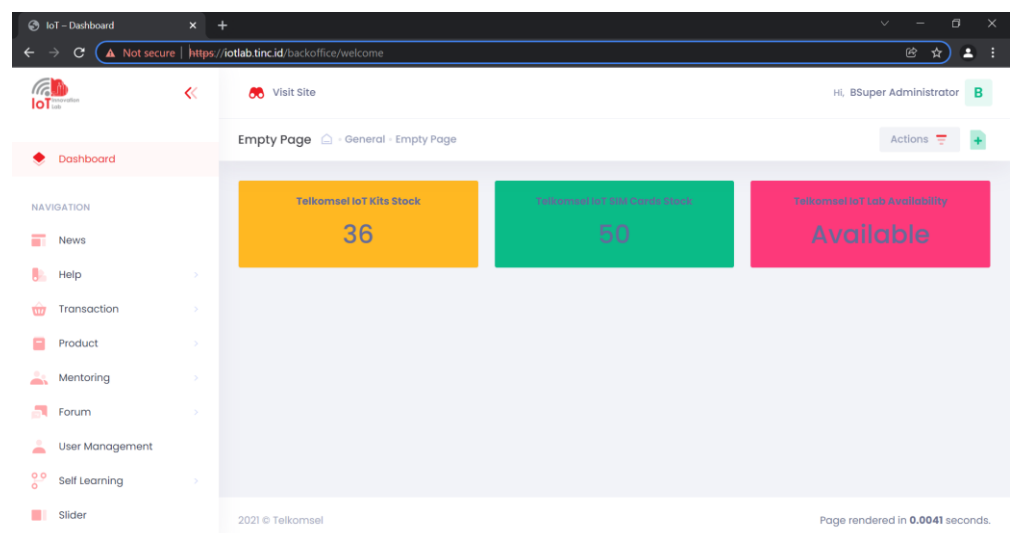 IoT – Dashboard
Not secure | https://iotlab.tinc.id/backoffice/welcome
IoT Innovation Lab
Visit Site
Hi, BSuper Administrator B
Empty Page General Empty Page
Actions
Dashboard
NAVIGATION
News
Help
Transaction
Product
Mentoring
Forum
User Management
Self Learning
Slider
Telkomsel IoT Kits Stock
36
Telkomsel IoT SIM Cards Stock
50
Telkomsel IoT Lab Availability
Available
2021 © Telkomsel
Page rendered in 0.0041 seconds.